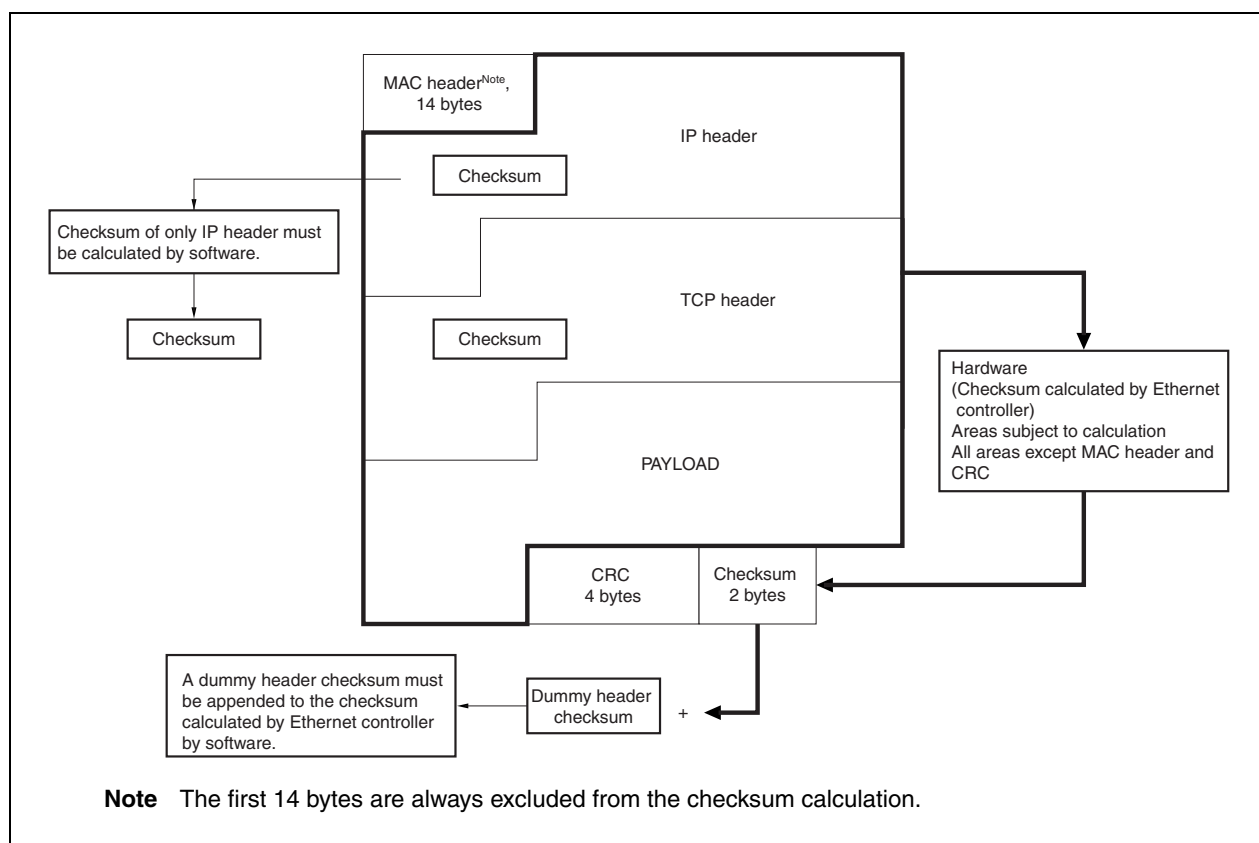 MAC headerNote,
14 bytes
IP header
Checksum
Checksum of only IP header must
be calculated by software.
Checksum
TCP header
Checksum
Hardware
(Checksum calculated by Ethernet
controller)
Areas subject to calculation
All areas except MAC header and
CRC
PAYLOAD
CRC
4 bytes
Checksum
2 bytes
A dummy header checksum must
be appended to the checksum
calculated by Ethernet controller
by software.
Dummy header
checksum
+
Note The first 14 bytes are always excluded from the checksum calculation.